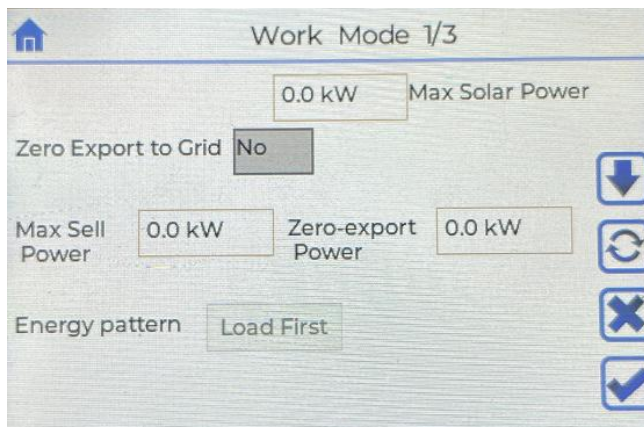 Work Mode 1/3
0.0 kW Max Solar Power
Zero Export to Grid No
Max Sell Power 0.0 kW Zero-export Power 0.0 kW
Energy pattern Load First